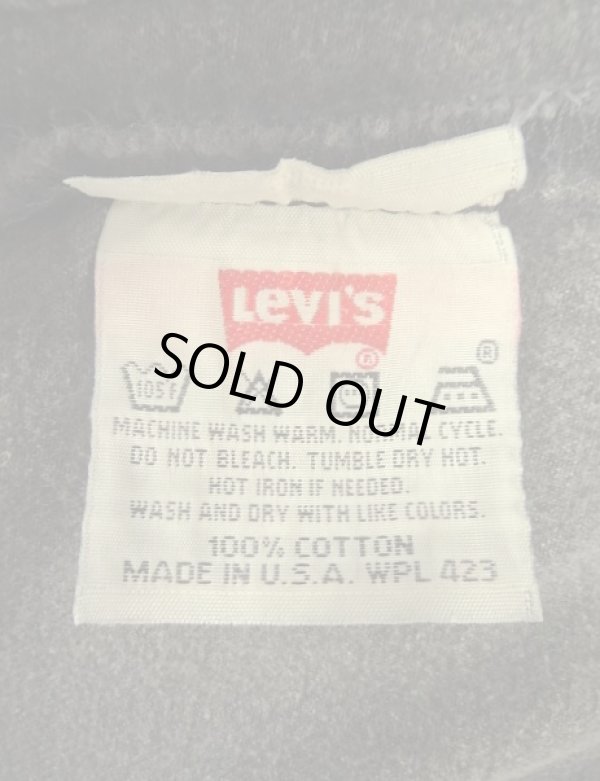 LEVI'S
®
®
105F
SOLD OUT
MACHINE WASH WARM. NORMAL CYCLE.
DO NOT BLEACH. TUMBLE DRY HOT.
HOT IRON IF NEEDED.
WASH AND DRY WITH LIKE COLORS.
100% COTTON
MADE IN U.S.A. WPL 423